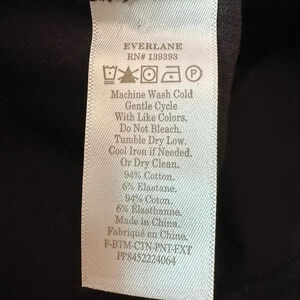 EVERLANE
RN# 139393
Machine Wash Cold
Gentle Cycle
With Like Colors.
Do Not Bleach.
Tumble Dry Low.
Cool Iron if Needed.
Or Dry Clean.
94% Cotton.
6% Elastane.
94% Coton.
6% Elasthanne.
Made in China.
Fabriqué en China.
F-BTM-CTN-PNT-FXT
PP8452224064